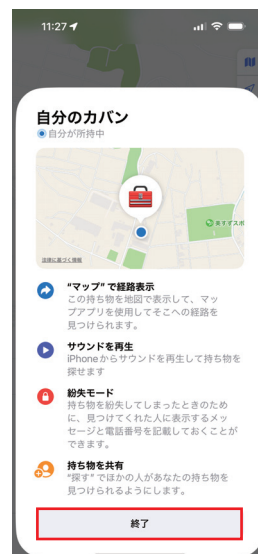 11:27
自分のカバン
自分が所持中
法律に基づく情報
"マップ"で経路表示
この持ち物を地図で表示して、マッ
プアプリを使用してそこへの経路を
見つけられます。
サウンドを再生
iPhoneからサウンドを再生して持ち物を
探せます
紛失モード
持ち物を紛失してしまったときのため
に、見つけてくれた人に表示するメッ
セージと電話番号を記載しておくことが
できます。
持ち物を共有
"探す"でほかの人があなたの持ち物を
見つけられるようにします。
終了